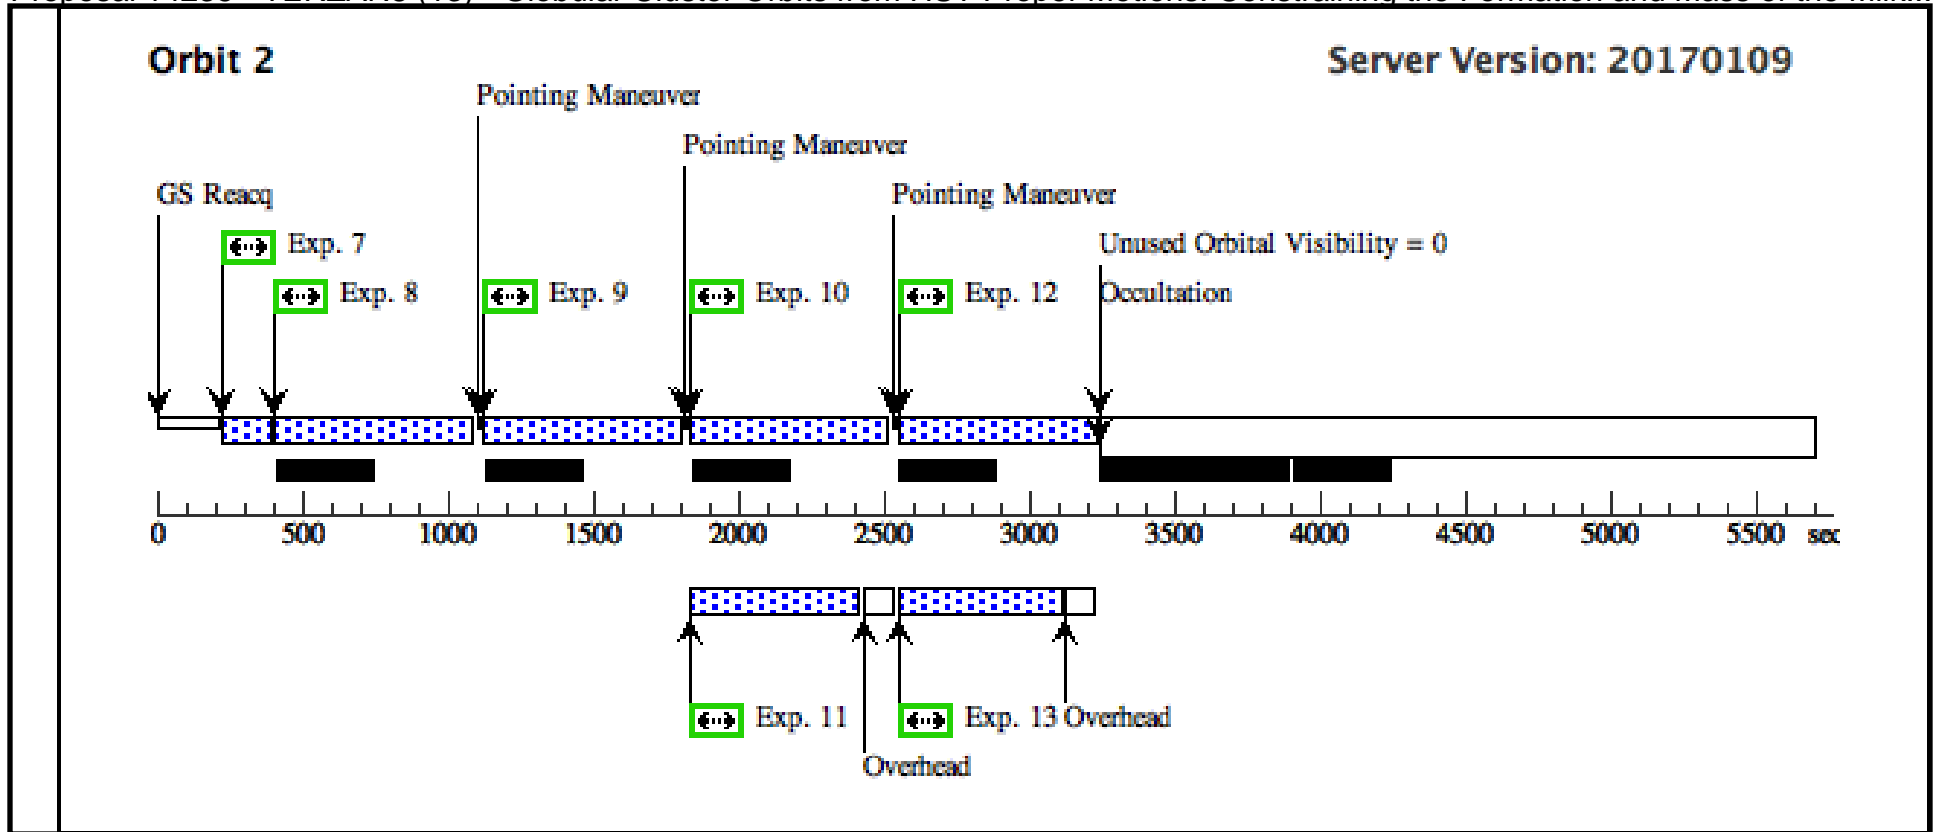 Orbit 2
Server Version: 20170109
Pointing Maneuver
Pointing Maneuver
GS Reacq
Pointing Maneuver
Exp. 7
Unused Orbital Visibility = 0
Exp. 8
Exp. 9
Exp. 10
Exp. 12
Occultation
0 500 1000 1500 2000 2500 3000 3500 4000 4500 5000 5500 sec
Exp. 11
Exp. 13
Overhead
Overhead